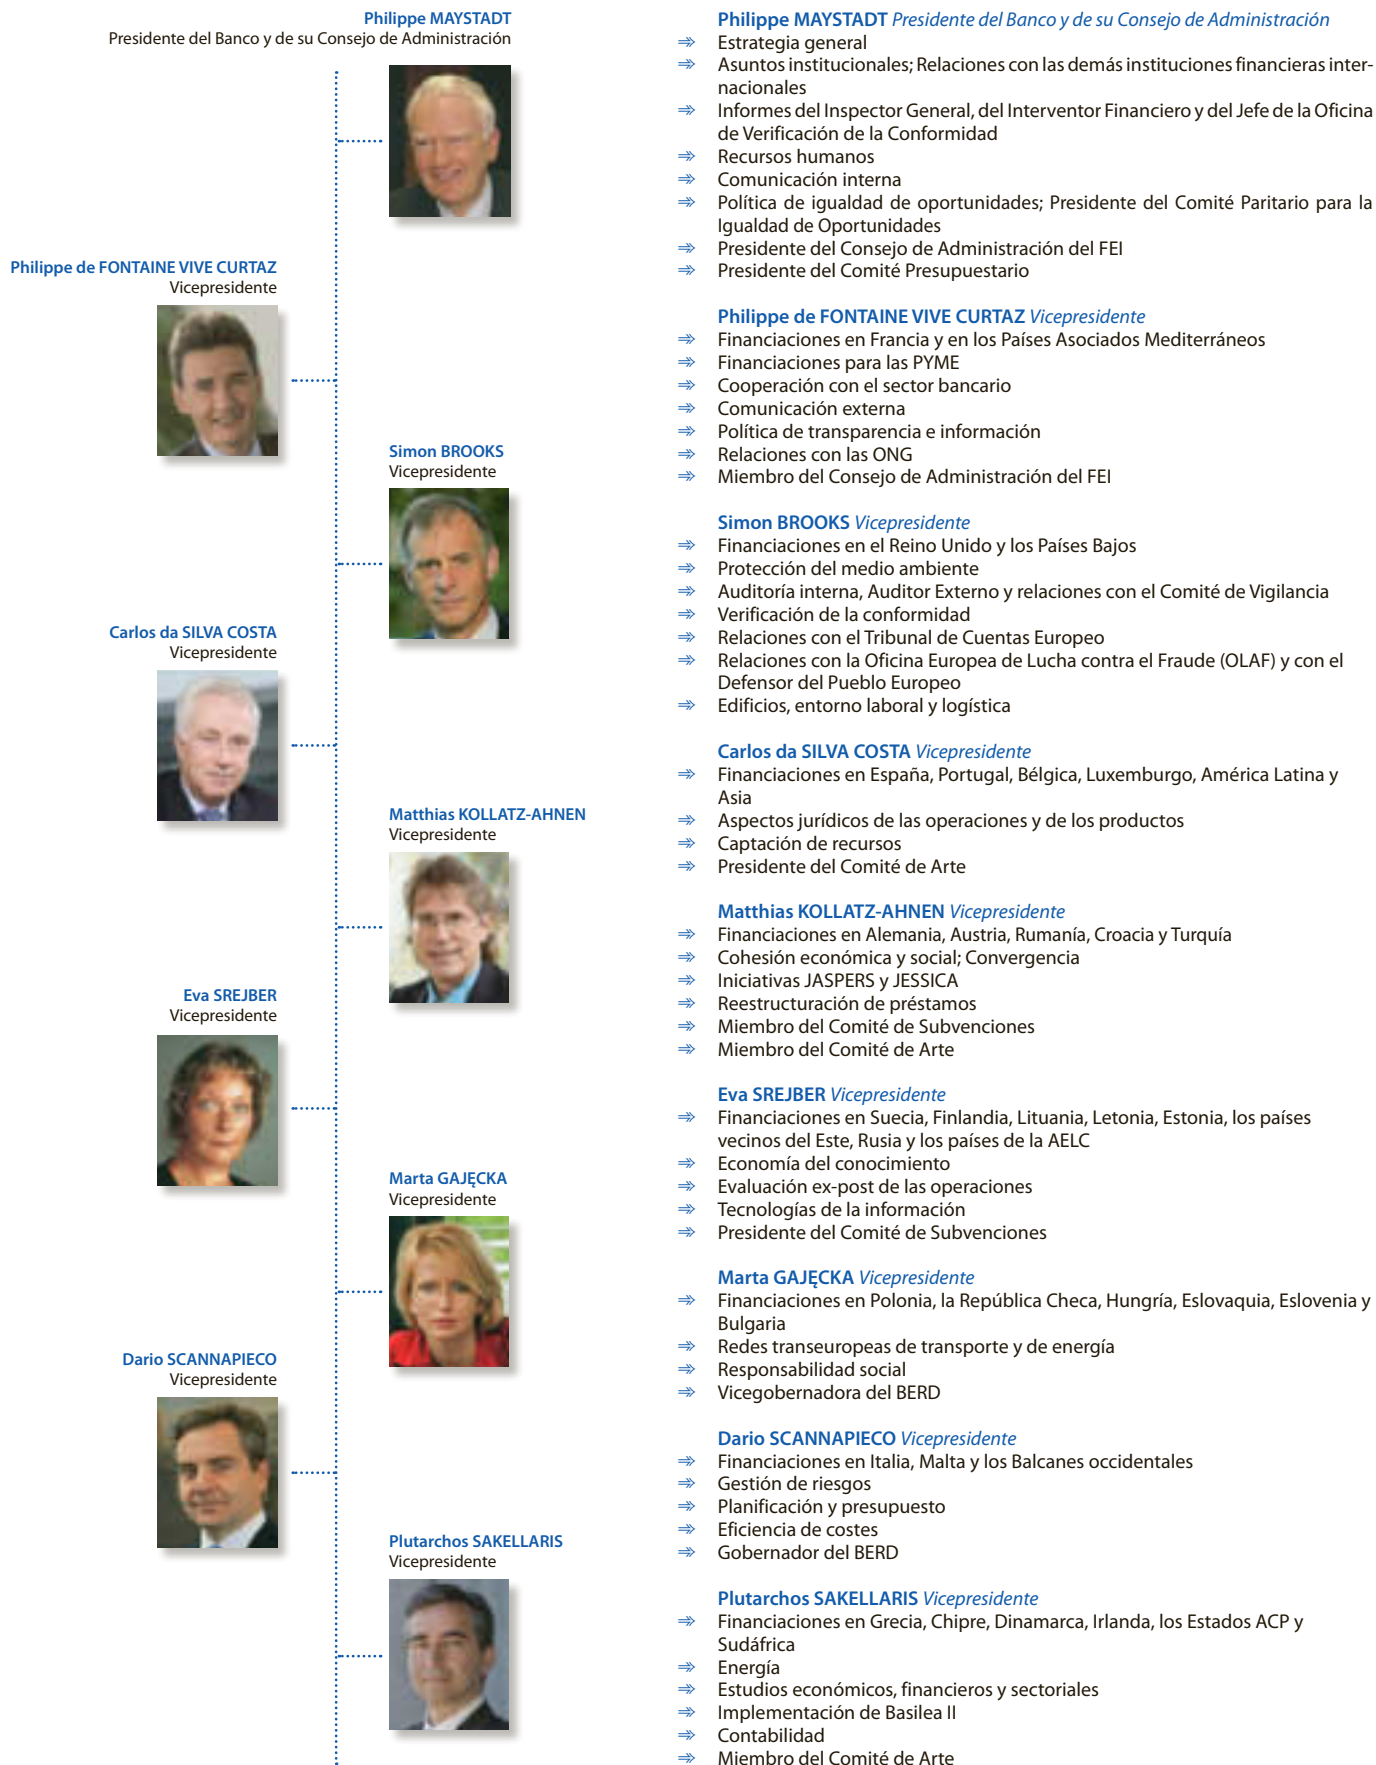 Philippe MAYSTADT
Presidente del Banco y de su Consejo de Administración
Philippe de FONTAINE VIVE CURTAZ
Vicepresidente
Simon BROOKS
Vicepresidente
Carlos da SILVA COSTA
Vicepresidente
Matthias KOLLATZ-AHNEN
Vicepresidente
Eva SREJBER
Vicepresidente
Marta GAJĘCKA
Vicepresidente
Dario SCANNAPIECO
Vicepresidente
Plutarchos SAKELLARIS
Vicepresidente
Philippe MAYSTADT Presidente del Banco y de su Consejo de Administración
⇒ Estrategia general
⇒ Asuntos institucionales; Relaciones con las demás instituciones financieras inter-
nacionales
⇒ Informes del Inspector General, del Interventor Financiero y del Jefe de la Oficina
de Verificación de la Conformidad
⇒ Recursos humanos
⇒ Comunicación interna
⇒ Política de igualdad de oportunidades; Presidente del Comité Paritario para la
Igualdad de Oportunidades
⇒ Presidente del Consejo de Administración del FEI
⇒ Presidente del Comité Presupuestario
Philippe de FONTAINE VIVE CURTAZ Vicepresidente
⇒ Financiaciones en Francia y en los Países Asociados Mediterráneos
⇒ Financiaciones para las PYME
⇒ Cooperación con el sector bancario
⇒ Comunicación externa
⇒ Política de transparencia e información
⇒ Relaciones con las ONG
⇒ Miembro del Consejo de Administración del FEI
Simon BROOKS Vicepresidente
⇒ Financiaciones en el Reino Unido y los Países Bajos
⇒ Protección del medio ambiente
⇒ Auditoría interna, Auditor Externo y relaciones con el Comité de Vigilancia
⇒ Verificación de la conformidad
⇒ Relaciones con el Tribunal de Cuentas Europeo
⇒ Relaciones con la Oficina Europea de Lucha contra el Fraude (OLAF) y con el
Defensor del Pueblo Europeo
⇒ Edificios, entorno laboral y logística
Carlos da SILVA COSTA Vicepresidente
⇒ Financiaciones en España, Portugal, Bélgica, Luxemburgo, América Latina y
Asia
⇒ Aspectos jurídicos de las operaciones y de los productos
⇒ Captación de recursos
⇒ Presidente del Comité de Arte
Matthias KOLLATZ-AHNEN Vicepresidente
⇒ Financiaciones en Alemania, Austria, Rumanía, Croacia y Turquía
⇒ Cohesión económica y social; Convergencia
⇒ Iniciativas JASPERS y JESSICA
⇒ Reestructuración de préstamos
⇒ Miembro del Comité de Subvenciones
⇒ Miembro del Comité de Arte
Eva SREJBER Vicepresidente
⇒ Financiaciones en Suecia, Finlandia, Lituania, Letonia, Estonia, los países
vecinos del Este, Rusia y los países de la AELC
⇒ Economía del conocimiento
⇒ Evaluación ex-post de las operaciones
⇒ Tecnologías de la información
⇒ Presidente del Comité de Subvenciones
Marta GAJĘCKA Vicepresidente
⇒ Financiaciones en Polonia, la República Checa, Hungría, Eslovaquia, Eslovenia y
Bulgaria
⇒ Redes transeuropeas de transporte y de energía
⇒ Responsabilidad social
⇒ Vicegobernadora del BERD
Dario SCANNAPIECO Vicepresidente
⇒ Financiaciones en Italia, Malta y los Balcanes occidentales
⇒ Gestión de riesgos
⇒ Planificación y presupuesto
⇒ Eficiencia de costes
⇒ Gobernador del BERD
Plutarchos SAKELLARIS Vicepresidente
⇒ Financiaciones en Grecia, Chipre, Dinamarca, Irlanda, los Estados ACP y
Sudáfrica
⇒ Energía
⇒ Estudios económicos, financieros y sectoriales
⇒ Implementación de Basilea II
⇒ Contabilidad
⇒ Miembro del Comité de Arte